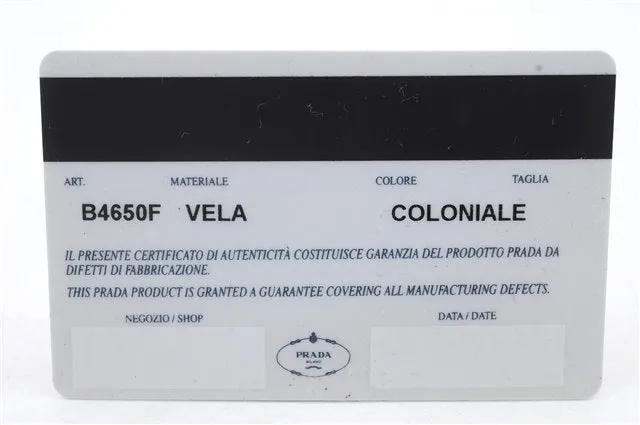 ART. MATERIALE COLORE TAGLIA
B4650F VELA COLONIALE
IL PRESENTE CERTIFICATO DI AUTENTICITÀ COSTITUISCE GARANZIA DEL PRODOTTO PRADA DA
DIFETTI DI FABBRICAZIONE.
THIS PRADA PRODUCT IS GRANTED A GUARANTEE COVERING ALL MANUFACTURING DEFECTS.
NEGOZIO / SHOP DATA / DATE
PRADA
MILANO